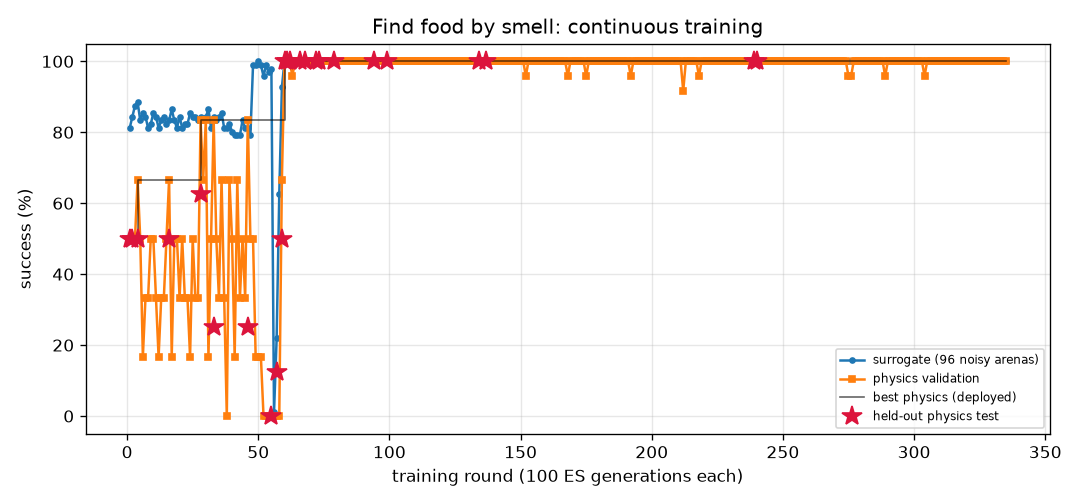 Find food by smell: continuous training
success (%)
100
80
60
40
20
0
surrogate (96 noisy arenas)
physics validation
best physics (deployed)
held-out physics test
0 50 100 150 200 250 300 350
training round (100 ES generations each)